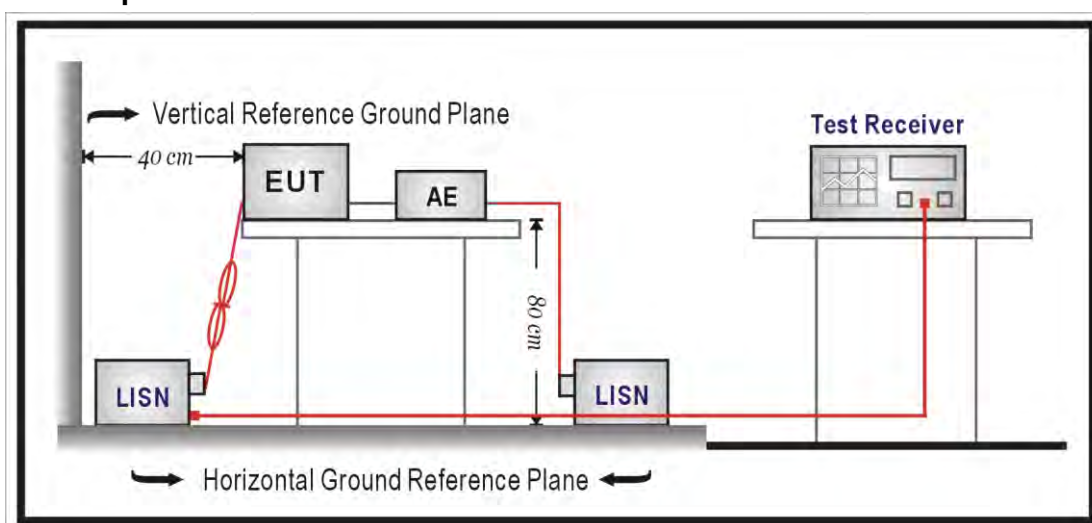 Vertical Reference Ground Plane
40 cm
Test Receiver
EUT
AE
80 cm
LISN
LISN
Horizontal Ground Reference Plane